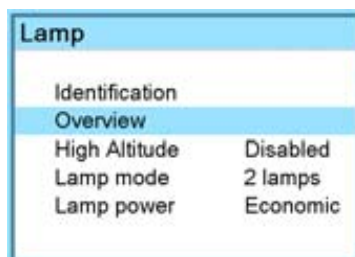 Lamp
Identification
Overview
High Altitude Disabled
Lamp mode 2 lamps
Lamp power Economic